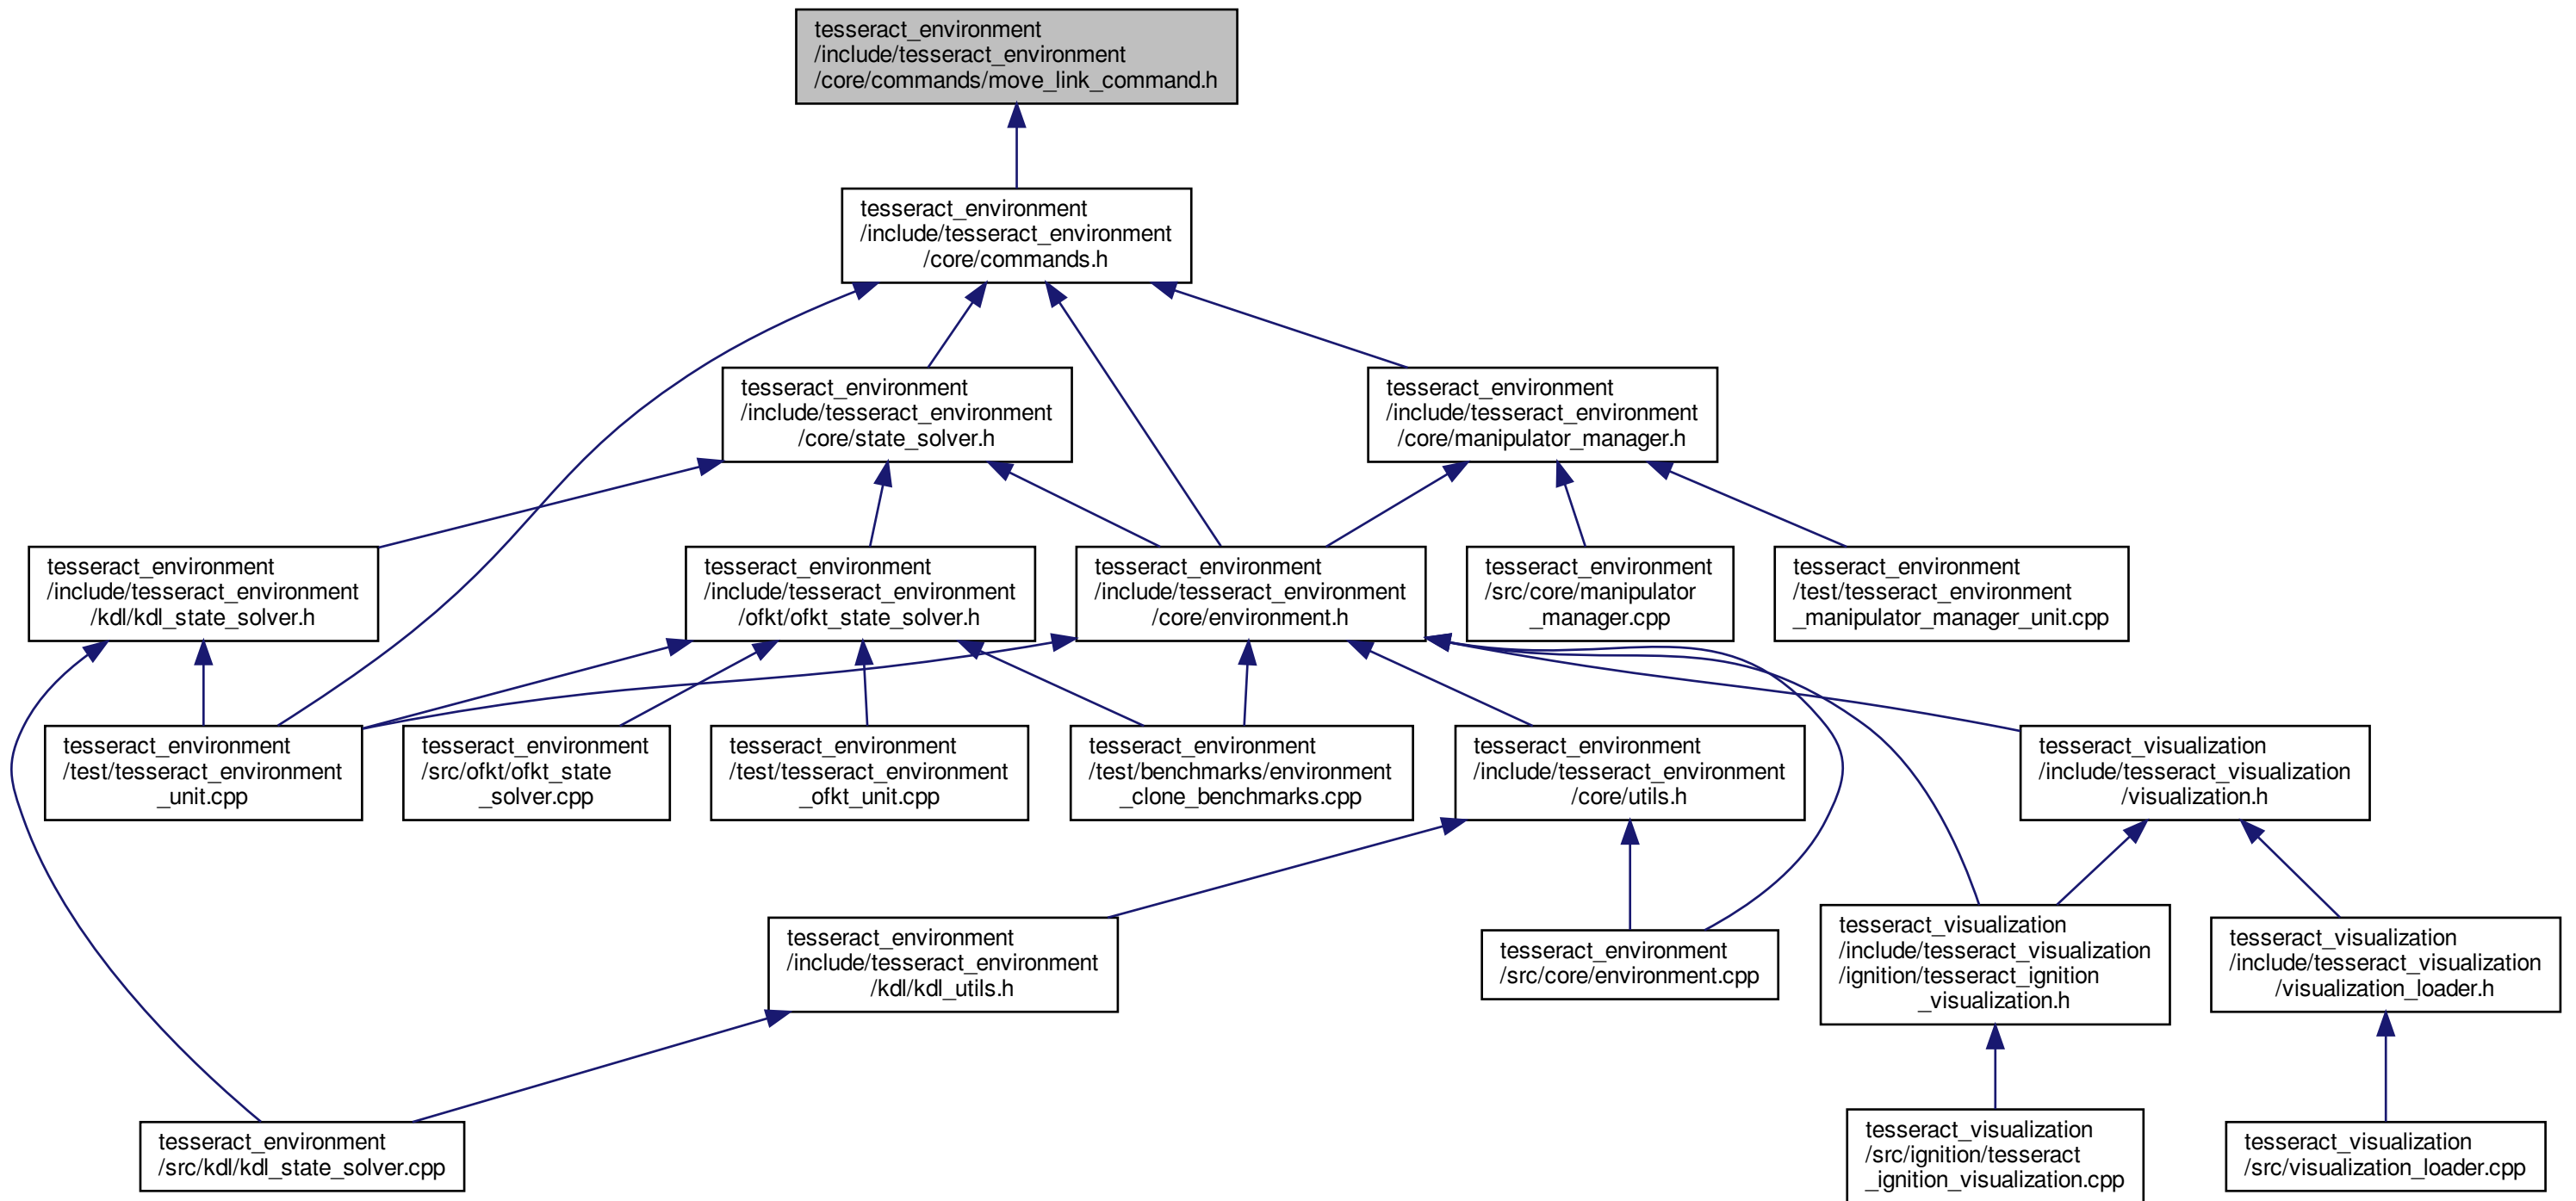 tesseract_environment
/include/tesseract_environment
/core/commands/move_link_command.h
tesseract_environment
/include/tesseract_environment
/core/commands.h
tesseract_environment
/include/tesseract_environment
/core/state_solver.h
tesseract_environment
/include/tesseract_environment
/core/manipulator_manager.h
tesseract_environment
/include/tesseract_environment
/kdl/kdl_state_solver.h
tesseract_environment
/include/tesseract_environment
/ofkt/ofkt_state_solver.h
tesseract_environment
/include/tesseract_environment
/core/environment.h
tesseract_environment
/src/core/manipulator
_manager.cpp
tesseract_environment
/test/tesseract_environment
_manipulator_manager_unit.cpp
tesseract_environment
/test/tesseract_environment
_unit.cpp
tesseract_environment
/src/ofkt/ofkt_state
_solver.cpp
tesseract_environment
/test/tesseract_environment
_ofkt_unit.cpp
tesseract_environment
/test/benchmarks/environment
_clone_benchmarks.cpp
tesseract_environment
/include/tesseract_environment
/core/utils.h
tesseract_visualization
/include/tesseract_visualization
/visualization.h
tesseract_environment
/include/tesseract_environment
/kdl/kdl_utils.h
tesseract_environment
/src/core/environment.cpp
tesseract_visualization
/include/tesseract_visualization
/ignition/tesseract_ignition
_visualization.h
tesseract_visualization
/include/tesseract_visualization
/visualization_loader.h
tesseract_environment
/src/kdl/kdl_state_solver.cpp
tesseract_visualization
/src/ignition/tesseract
_ignition_visualization.cpp
tesseract_visualization
/src/visualization_loader.cpp